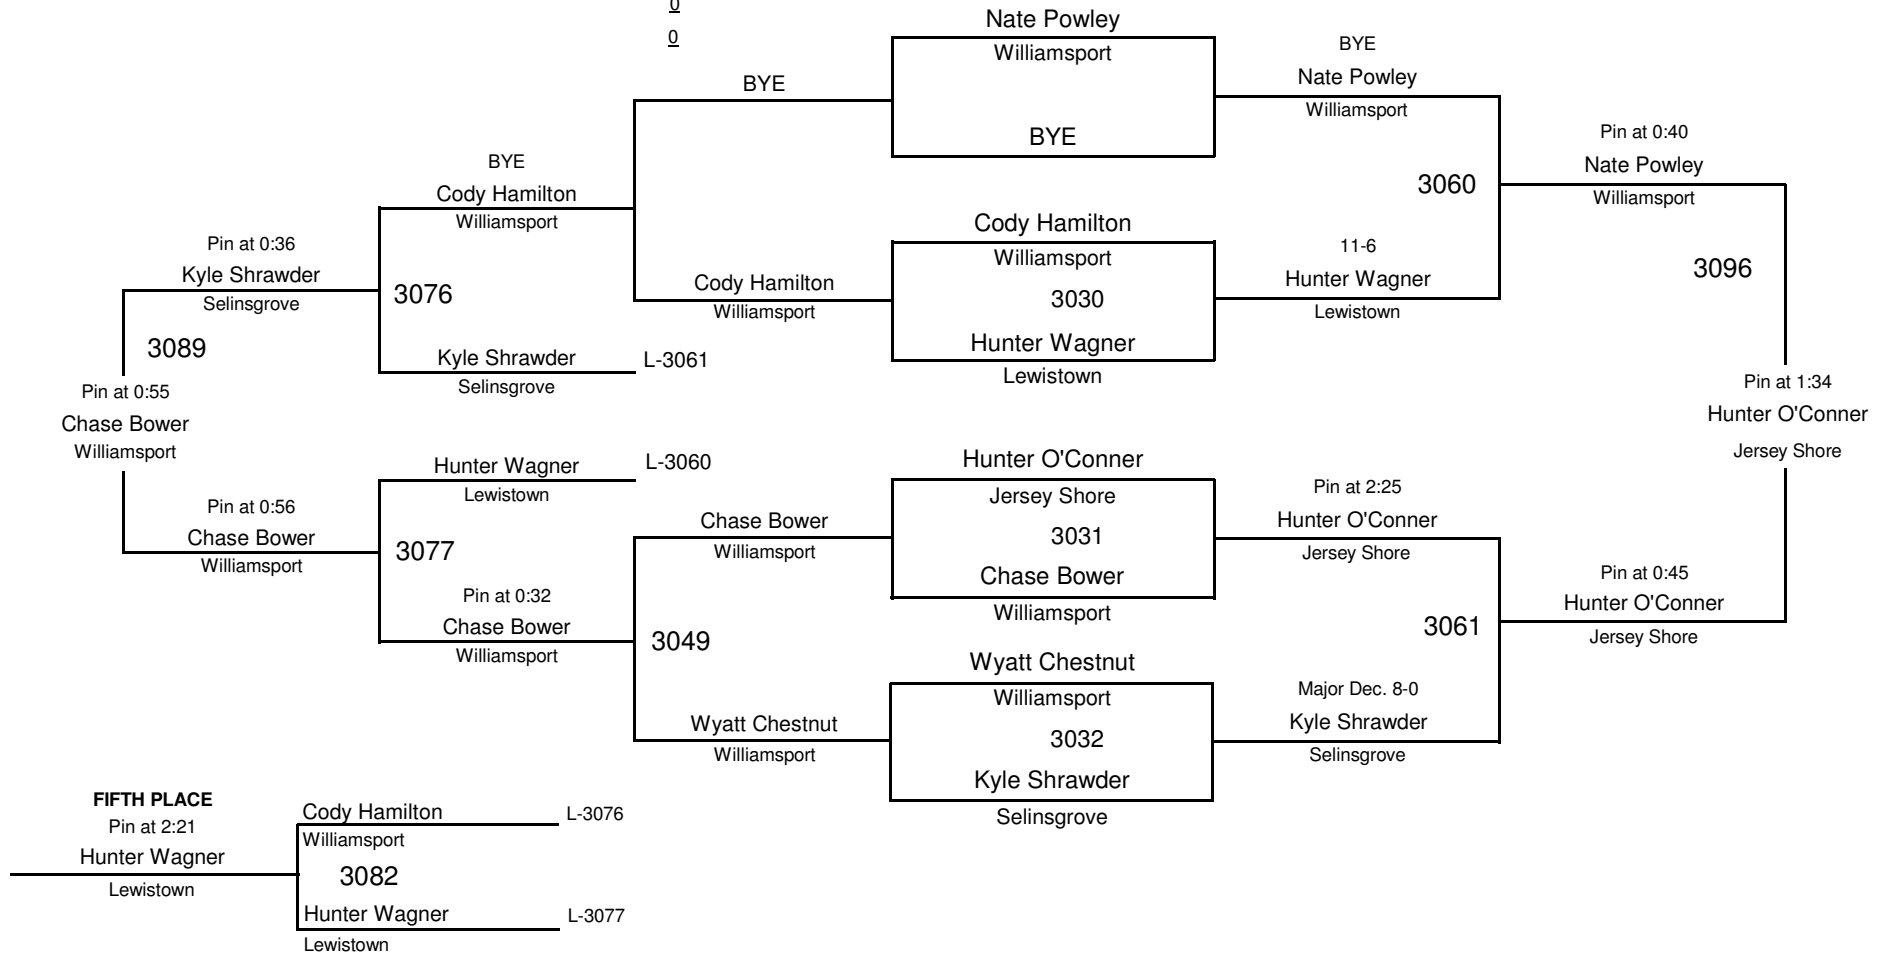 0
0
Nate Powley
Williamsport
BYE
BYE
Nate Powley
Williamsport
BYE
Pin at 0:40
Nate Powley
Williamsport
BYE
Cody Hamilton
Williamsport
3060
Cody Hamilton
Williamsport
3030
Hunter Wagner
Lewistown
11-6
Hunter Wagner
Lewistown
3096
Pin at 0:36
Kyle Shrawder
Selinsgrove
3076
Cody Hamilton
Williamsport
3089
Kyle Shrawder
Selinsgrove
L-3061
Pin at 0:55
Chase Bower
Williamsport
Pin at 1:34
Hunter O'Conner
Jersey Shore
Hunter Wagner
Lewistown
L-3060
Hunter O'Conner
Jersey Shore
3031
Chase Bower
Williamsport
Pin at 2:25
Hunter O'Conner
Jersey Shore
Pin at 0:56
Chase Bower
Williamsport
3077
Chase Bower
Williamsport
Pin at 0:32
Chase Bower
Williamsport
3049
Pin at 0:45
Hunter O'Conner
Jersey Shore
3061
Wyatt Chestnut
Williamsport
3032
Kyle Shrawder
Selinsgrove
Major Dec. 8-0
Kyle Shrawder
Selinsgrove
Wyatt Chestnut
Williamsport
FIFTH PLACE
Pin at 2:21
Hunter Wagner
Lewistown
Cody Hamilton
Williamsport
L-3076
3082
Hunter Wagner
Lewistown
L-3077